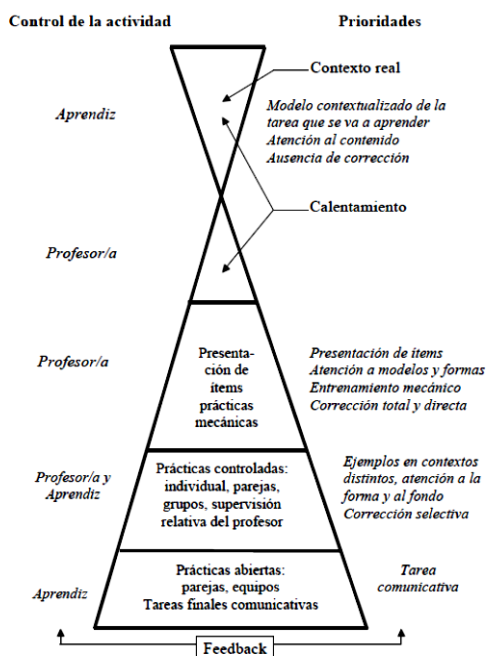 Control de la actividad
Prioridades
Contexto real
Aprendiz
Modelo contextualizado de la
tarea que se va a aprender
Atención al contenido
Ausencia de corrección
Calentamiento
Profesor/a
Profesor/a
Presenta-
ción de
ítems
prácticas
mecánicas
Presentación de ítems
Atención a modelos y formas
Entrenamiento mecánico
Corrección total y directa
Profesor/a y
Aprendiz
Prácticas controladas:
individual, parejas,
grupos, supervisión
relativa del profesor
Ejemplos en contextos
distintos, atención a la
forma y al fondo
Corrección selectiva
Aprendiz
Prácticas abiertas:
parejas, equipos
Tareas finales comunicativas
Tarea
comunicativa
Feedback